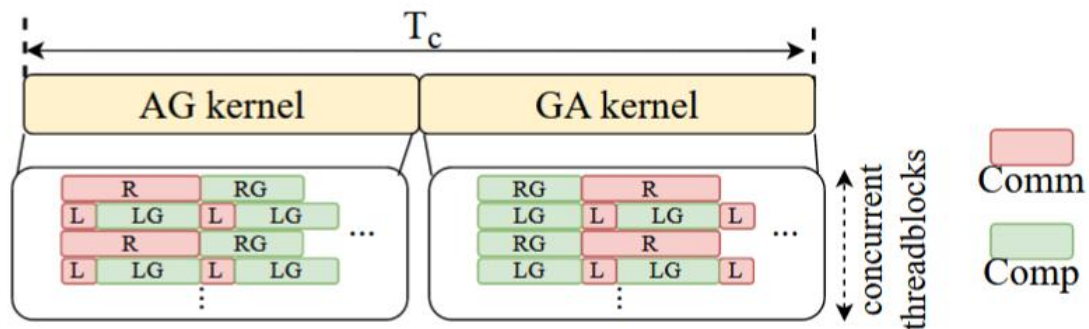 Tc
AG kernel GA kernel
R RG
L LG L LG
R RG
L LG L LG
...
⋮
RG R
LG L LG L
RG R
LG L LG L
...
⋮
concurrent
threadblocks
Comm
Comp